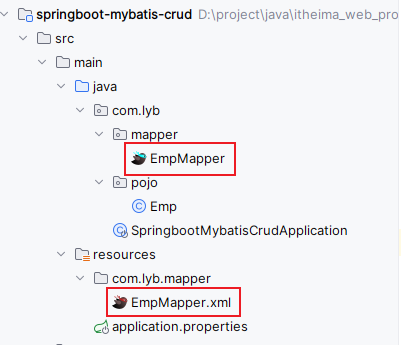 springboot-mybatis-crud D:\project\java\itheima_web_pro
src
main
java
com.lyb
mapper
EmpMapper
pojo
Emp
SpringbootMybatisCrudApplication
resources
com.lyb.mapper
EmpMapper.xml
application.properties